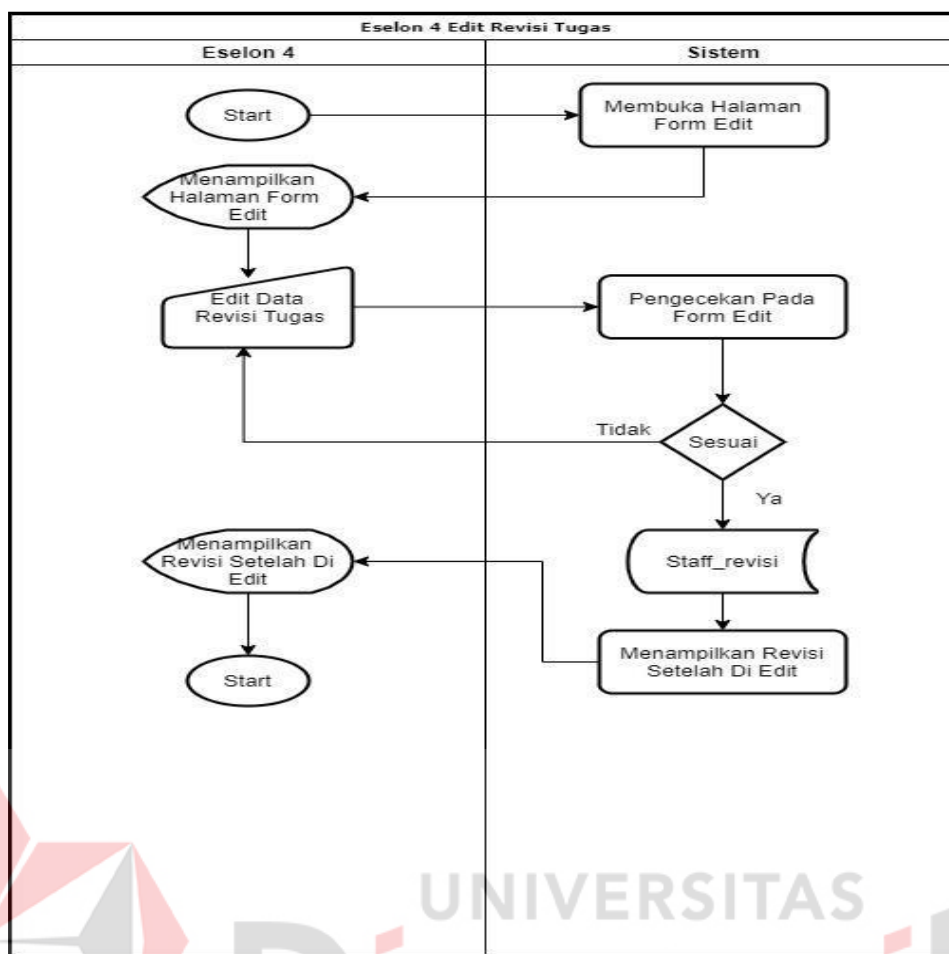 Eselon 4 Edit Revisi Tugas
Eselon 4
Sistem
Start
Membuka Halaman
Form Edit
Menampilkan
Halaman Form
Edit
Edit Data
Revisi Tugas
Pengecekan Pada
Form Edit
Tidak
Sesuai
Ya
Menampilkan
Revisi Setelah Di
Edit
Staff_revisi
Menampilkan Revisi
Setelah Di Edit
Start
UNIVERSITAS